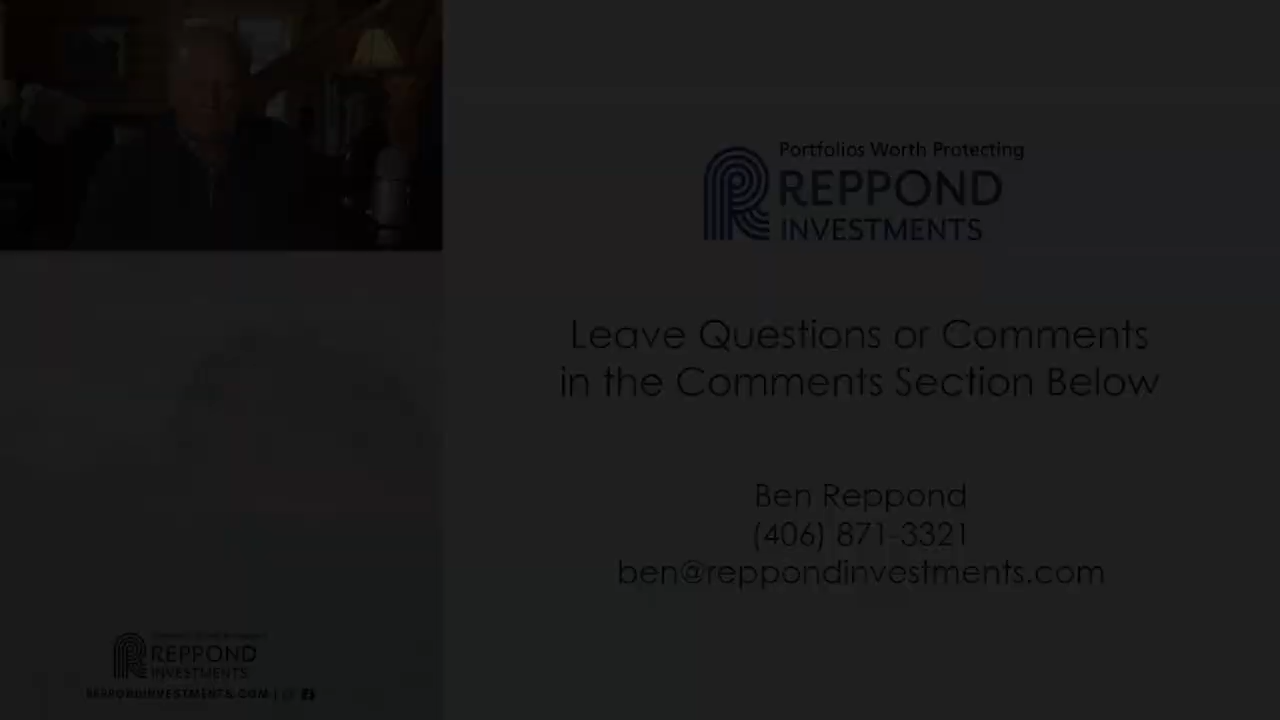 Portfolios Worth Protecting
REPPOND
INVESTMENTS
Leave Questions or Comments
in the Comments Section Below
Ben Reppond
(406) 871-3321
ben@reppondinvestments.com
REPPOND
INVESTMENTS
REPPONDINVESTMENTS.COM |